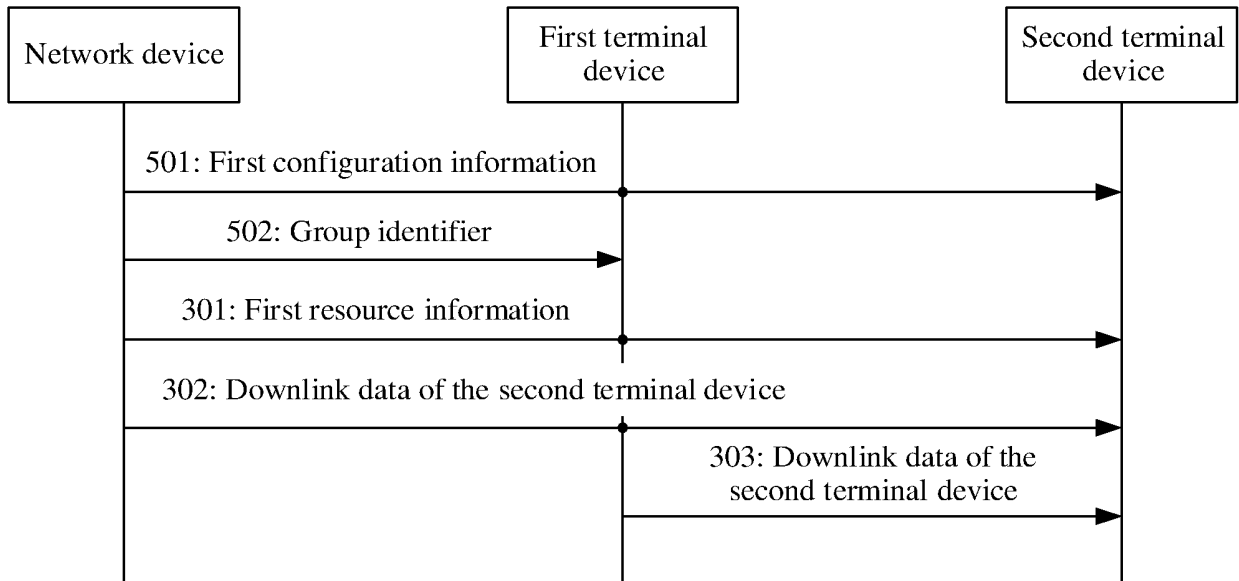 Network device
First terminal
device
Second terminal
device
501: First configuration information
502: Group identifier
301: First resource information
302: Downlink data of the second terminal device
303: Downlink data of the
second terminal device